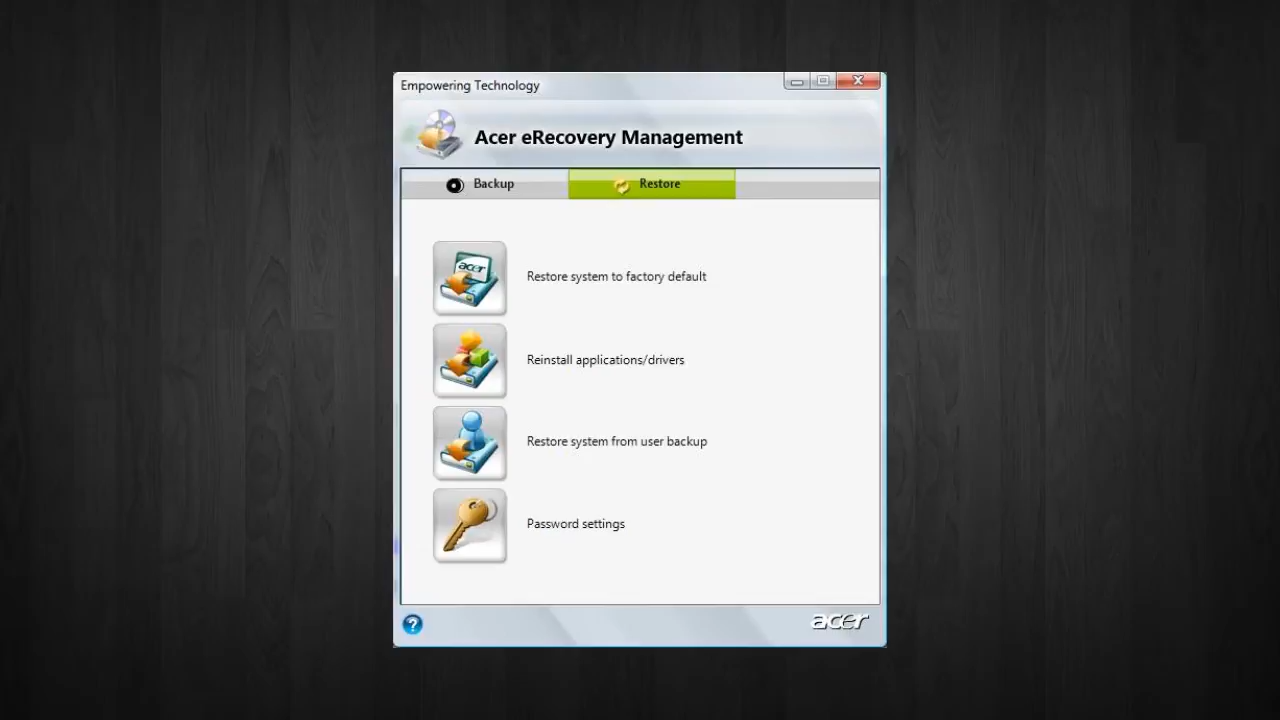 Empowering Technology
Acer eRecovery Management
Backup
Restore
acer
Restore system to factory default
Reinstall applications/drivers
Restore system from user backup
Password settings
?
acer